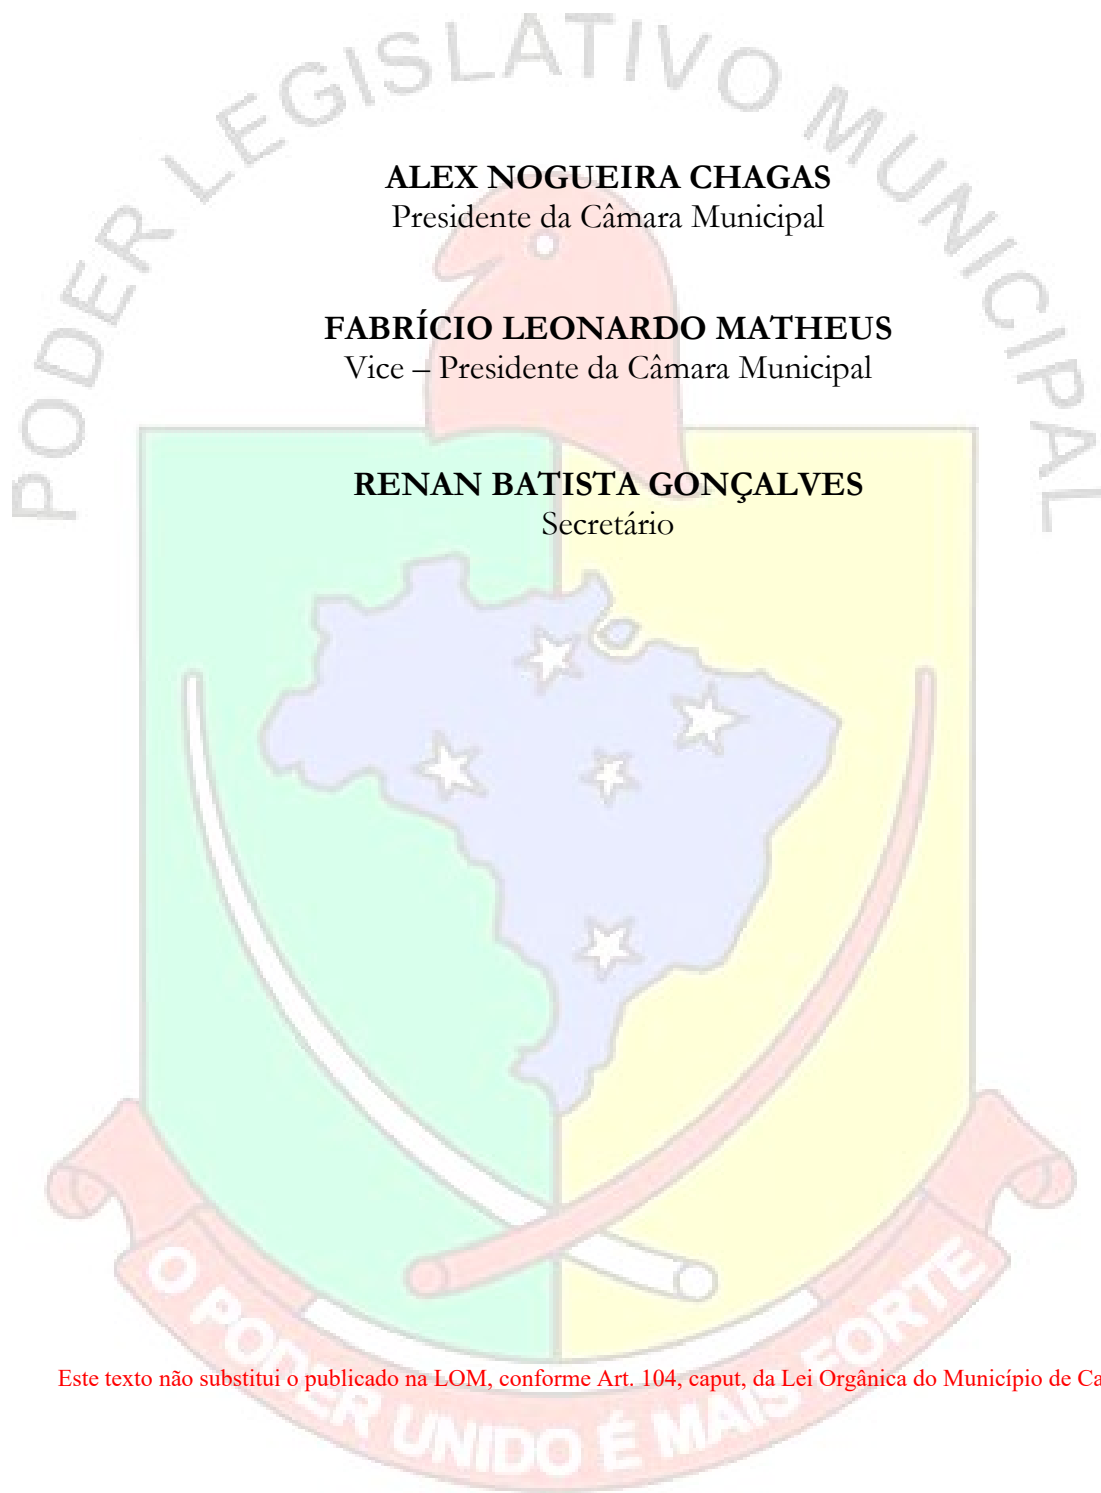 PODER LEGISLATIVO MUNICIPAL
ALEX NOGUEIRA CHAGAS
Presidente da Câmara Municipal
FABRÍCIO LEONARDO MATHEUS
Vice – Presidente da Câmara Municipal
RENAN BATISTA GONÇALVES
Secretário
Este texto não substitui o publicado na LOM, conforme Art. 104, caput, da Lei Orgânica do Município de
O PODER UNIDO É MAIS FORTE